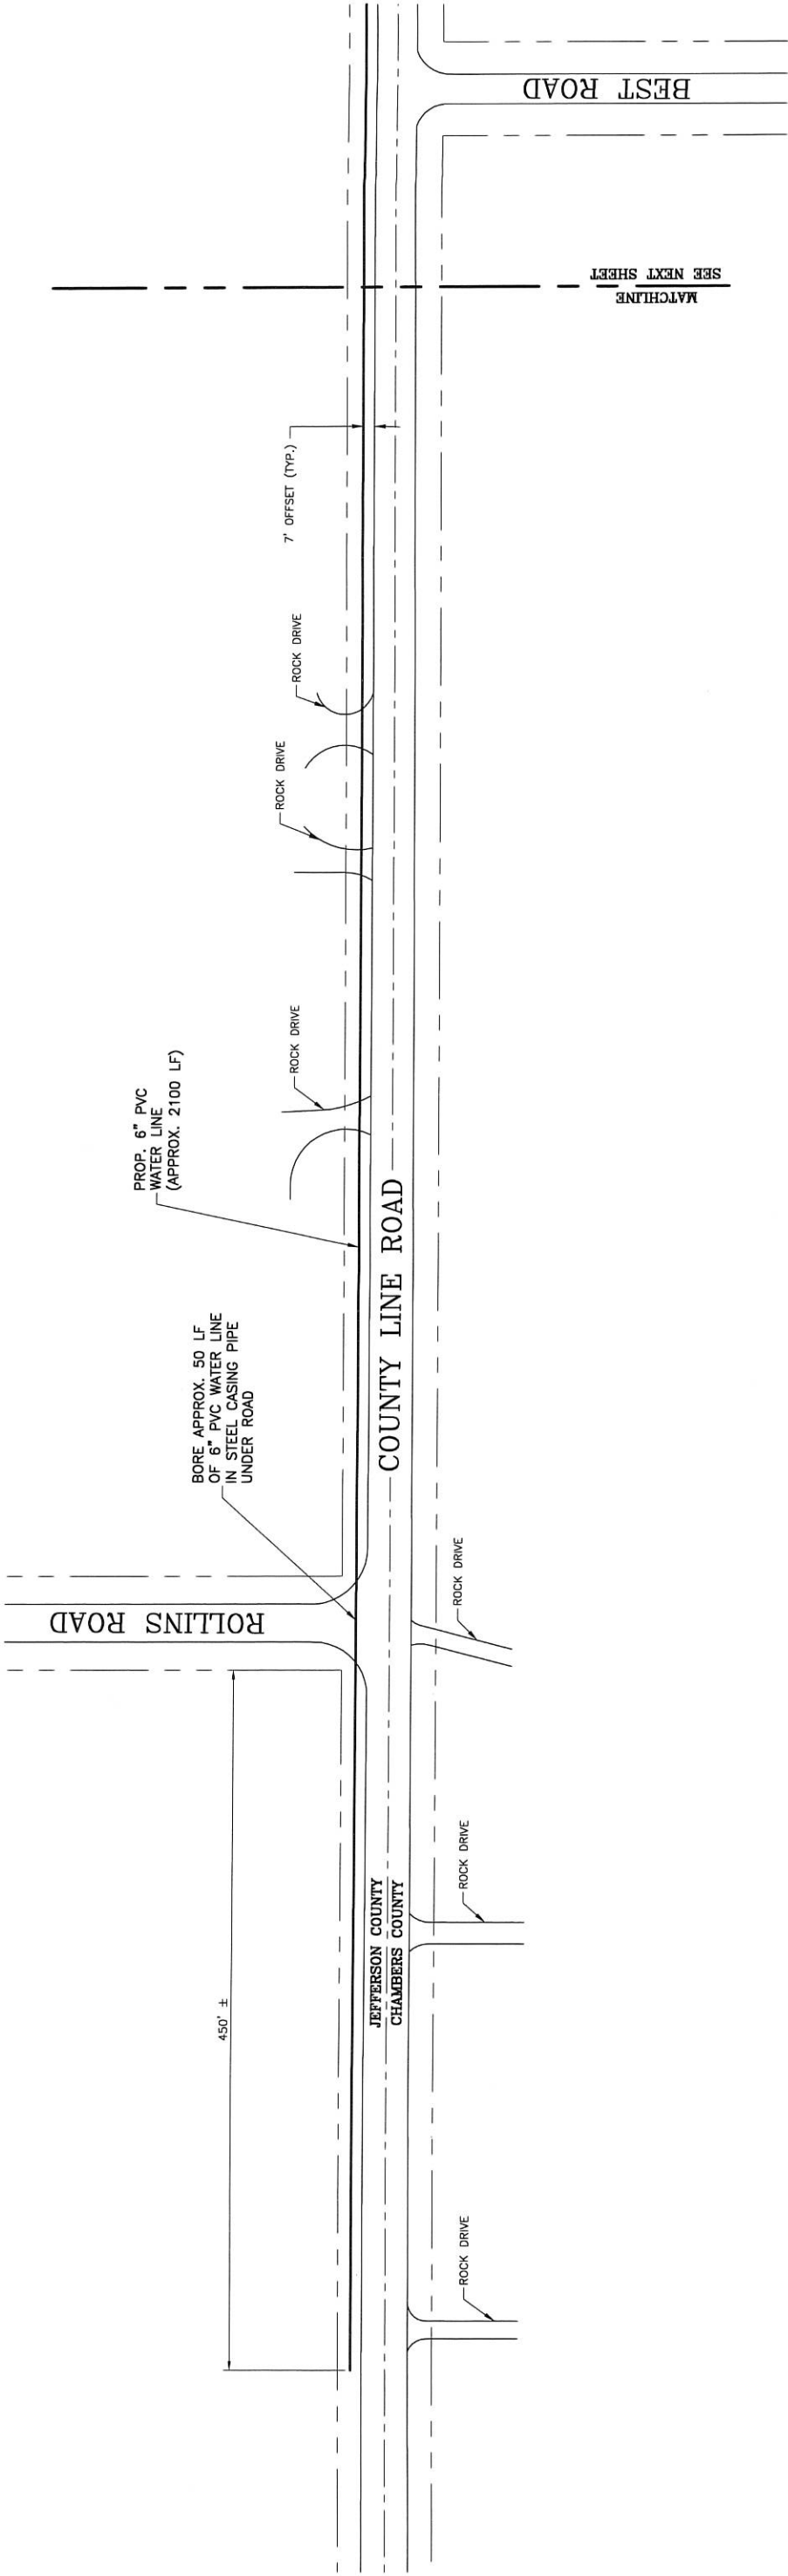 BEST ROAD
SEE NEXT SHEET
MATCHLINE
7' OFFSET (TYP.)
ROCK DRIVE
ROCK DRIVE
ROCK DRIVE
PROP. 6" PVC
WATER LINE
(APPROX. 2100 LF)
COUNTY LINE ROAD
BORE APPROX. 50 LF
OF 6" PVC WATER LINE
IN STEEL CASING PIPE
UNDER ROAD
ROLLINS ROAD
ROCK DRIVE
450' ±
JEFFERSON COUNTY
CHAMBERS COUNTY
ROCK DRIVE
ROCK DRIVE